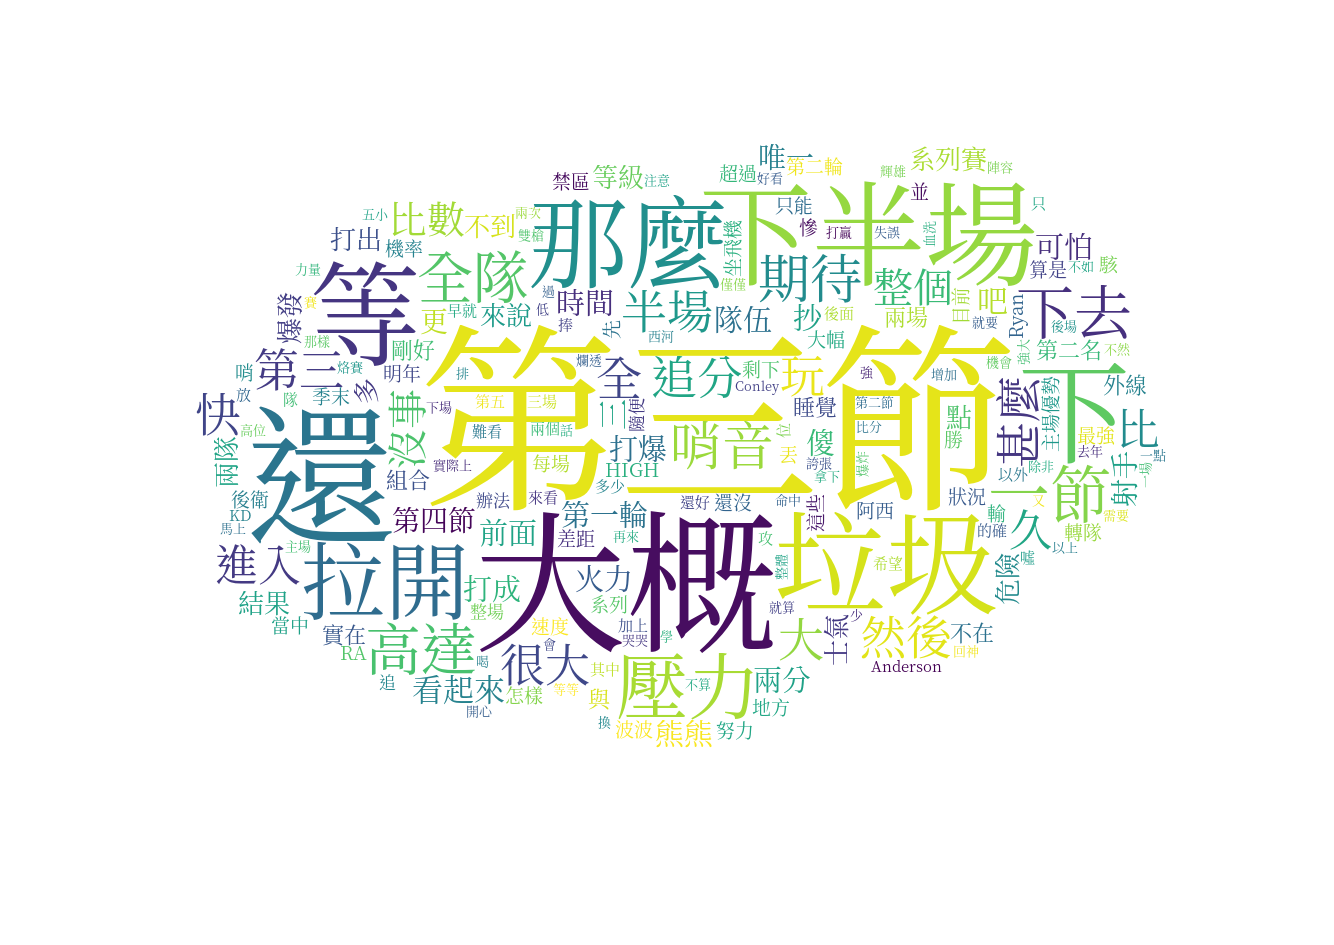 唯一
第二輪
系列賽
輝雄
陣容
禁區
等級
注意
超過
好看
五小
比數
不到
兩次
雙槍
那麼
下半場
只能
慘
並
打贏
失誤
血洗
只
打出
機率
可怕
算是
不如
駭
力量
等
全隊
坐飛機
僅僅
期待
整個
目前
吧
下去
爆發
賽
更
早就
來說
時間
過
低
捧
半場
先
隊伍
抄
後面
大幅
兩場
就要
Ryan
後場
強大
第二名
不然
那樣
烙賽
剛好
西河
第三
多
明年
爛透
全
追分
剩下
Conley
玩
強
增加
機會
甚麼
主場優勢
下
外線
哨
放
隊
季末
快
還
沒事
下場
排
第五
三場
第三節
三
隨便
睡覺
第二節
點
勝
比
最強
去年
一點
難看
兩個
話
哨音
位
比分
傻
丟
誇張
拿下
爆炸
兩隊
高位
實際上
每場
打爆
HIGH
以外
除非
射手
一場
一節
組合
後衛
KD
馬上
辦法
來看
多少
還好
還沒
命中
這些
阿西
狀況
輸
又
需要
第四節
前面
第一輪
差距
再來
攻
的確
久
以上
轉隊
進入
主場
拉開
大概
垃圾
整體
希望
危險
噓
結果
當中
打成
整場
火力
系列
就算
少
實在
RA
高達
速度
會
加上
哭哭
學
大
士氣
然後
不在
回神
Anderson
喝
追
看起來
很大
怎樣
等等
其中
與
壓力
不算
兩分
地方
開心
換
波波
熊熊
努力